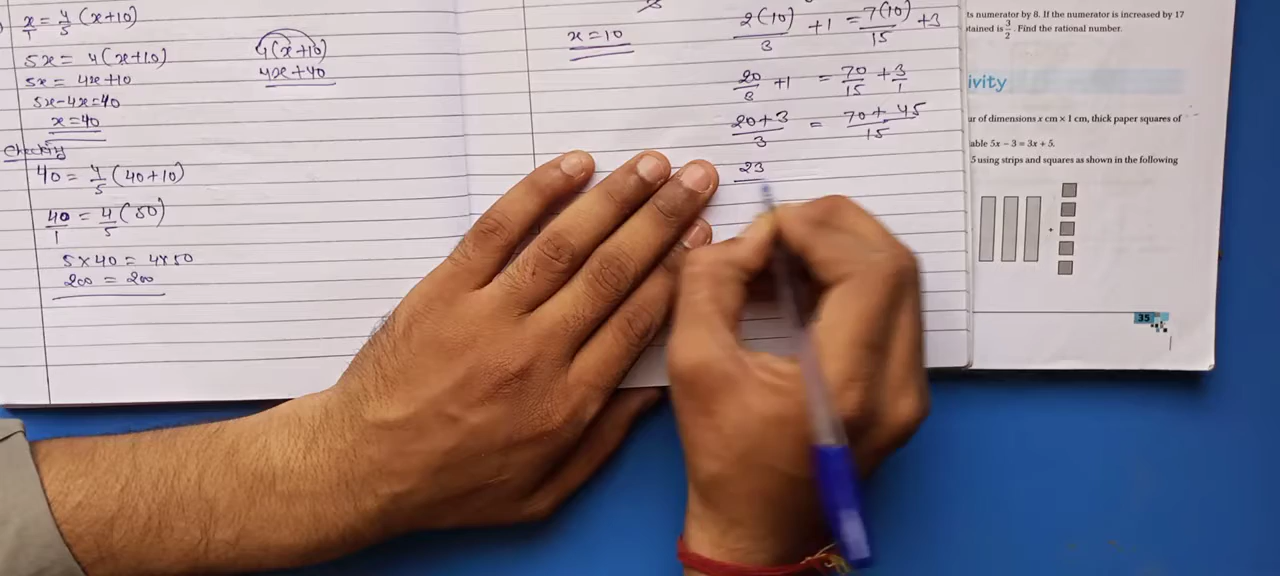 x/1 = 4/5 (x+10)
5x = 4(x+10)
5x = 4x+10
5x-4x=40
x=40
Checking
40 = 4/5 (40+10)
40/1 = 4/5 (50)
5×40 = 4×50
200 = 200
4(x+10)
4x+40
x=10
2(10)/3 +1 = 7(10)/15 +3
20/3 +1 = 70/15 + 3/1
20+3/3 = 70+45/15
23
ts numerator by 8. If the numerator is increased by 17
tained is 3/2. Find the rational number.
ivity
ar of dimensions x cm × 1 cm, thick paper squares of
able 5x − 3 = 3x + 5.
5 using strips and squares as shown in the following
+
35